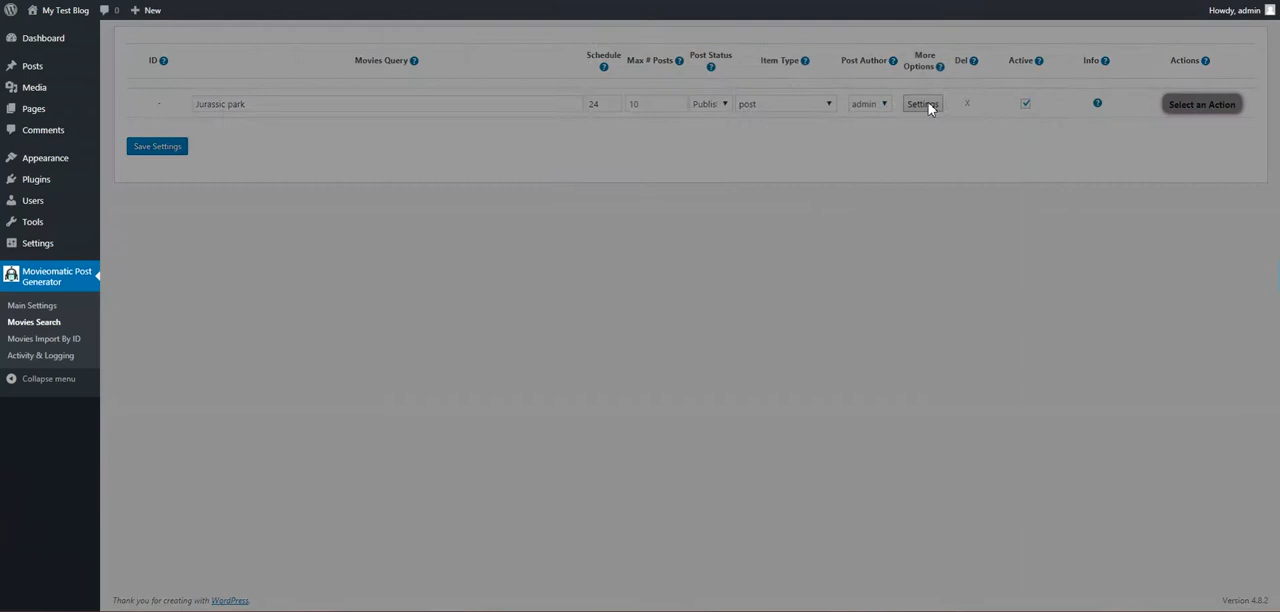 My Test Blog 0 New Howdy, admin
Dashboard
Posts
Media
Pages
Comments
Appearance
Plugins
Users
Tools
Settings
Movieomatic Post
Generator
Main Settings
Movies Search
Movies Import By ID
Activity & Logging
Collapse menu
ID ? Movies Query ? Schedule ? Max # Posts ? Post Status ? Item Type ? Post Author ? More Options ? Del ? Active ? Info ? Actions ?
- Jurassic park 24 10 Publis post admin Settings X ? Select an Action
Save Settings
Thank you for creating with WordPress. Version 4.8.2